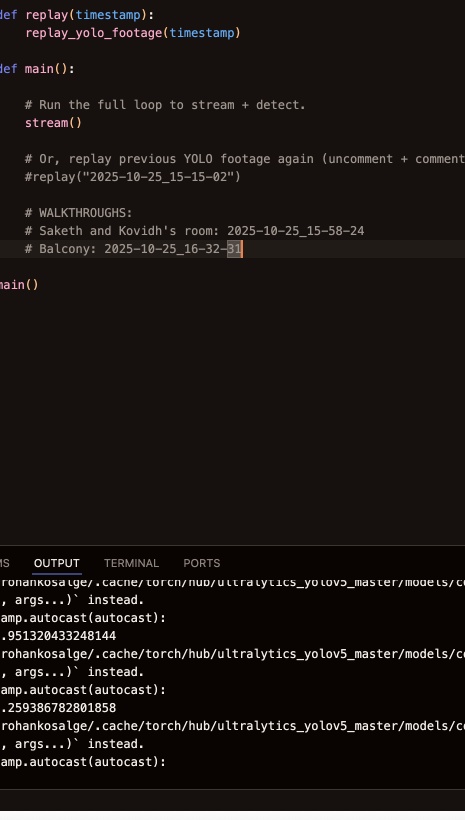 def replay(timestamp):
replay_yolo_footage(timestamp)
def main():
# Run the full loop to stream + detect.
stream()
# Or, replay previous YOLO footage again (uncomment + comment
#replay("2025-10-25_15-15-02")
# WALKTHROUGHS:
# Saketh and Kovidh's room: 2025-10-25_15-58-24
# Balcony: 2025-10-25_16-32-31
main()
MS OUTPUT TERMINAL PORTS
rohankosalge/.cache/torch/hub/ultralytics_yolov5_master/models/co
, args...)` instead.
amp.autocast(autocast):
.951320433248144
rohankosalge/.cache/torch/hub/ultralytics_yolov5_master/models/co
, args...)` instead.
amp.autocast(autocast):
.259386782801858
rohankosalge/.cache/torch/hub/ultralytics_yolov5_master/models/co
, args...)` instead.
amp.autocast(autocast):